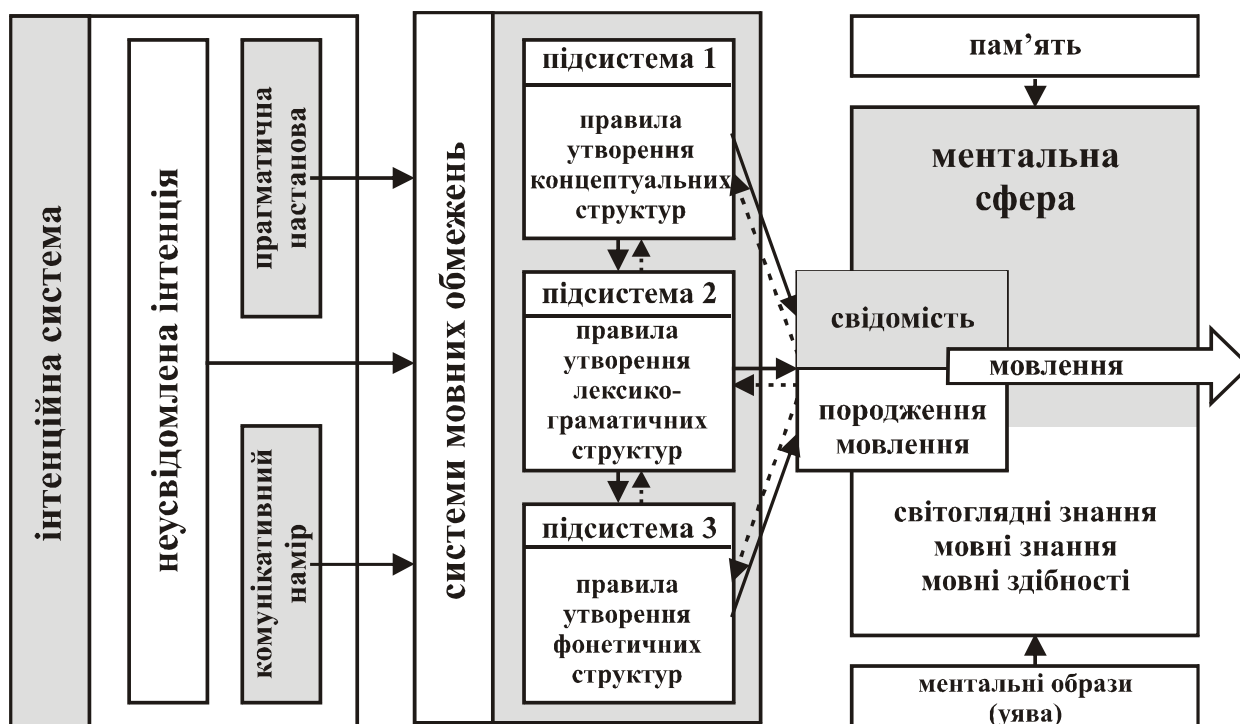 інтенційна система
неусвідомлена інтенція
прагматична
настанова
комунікативний
намір
системи мовних обмежень
підсистема 1
правила
утворення
концептуальних
структур
підсистема 2
правила
утворення
лексико-
граматичних
структур
підсистема 3
правила
утворення
фонетичних
структур
пам’ять
ментальна
сфера
свідомість
мовлення
породження
мовлення
світоглядні знання
мовні знання
мовні здібності
ментальні образи
(уява)